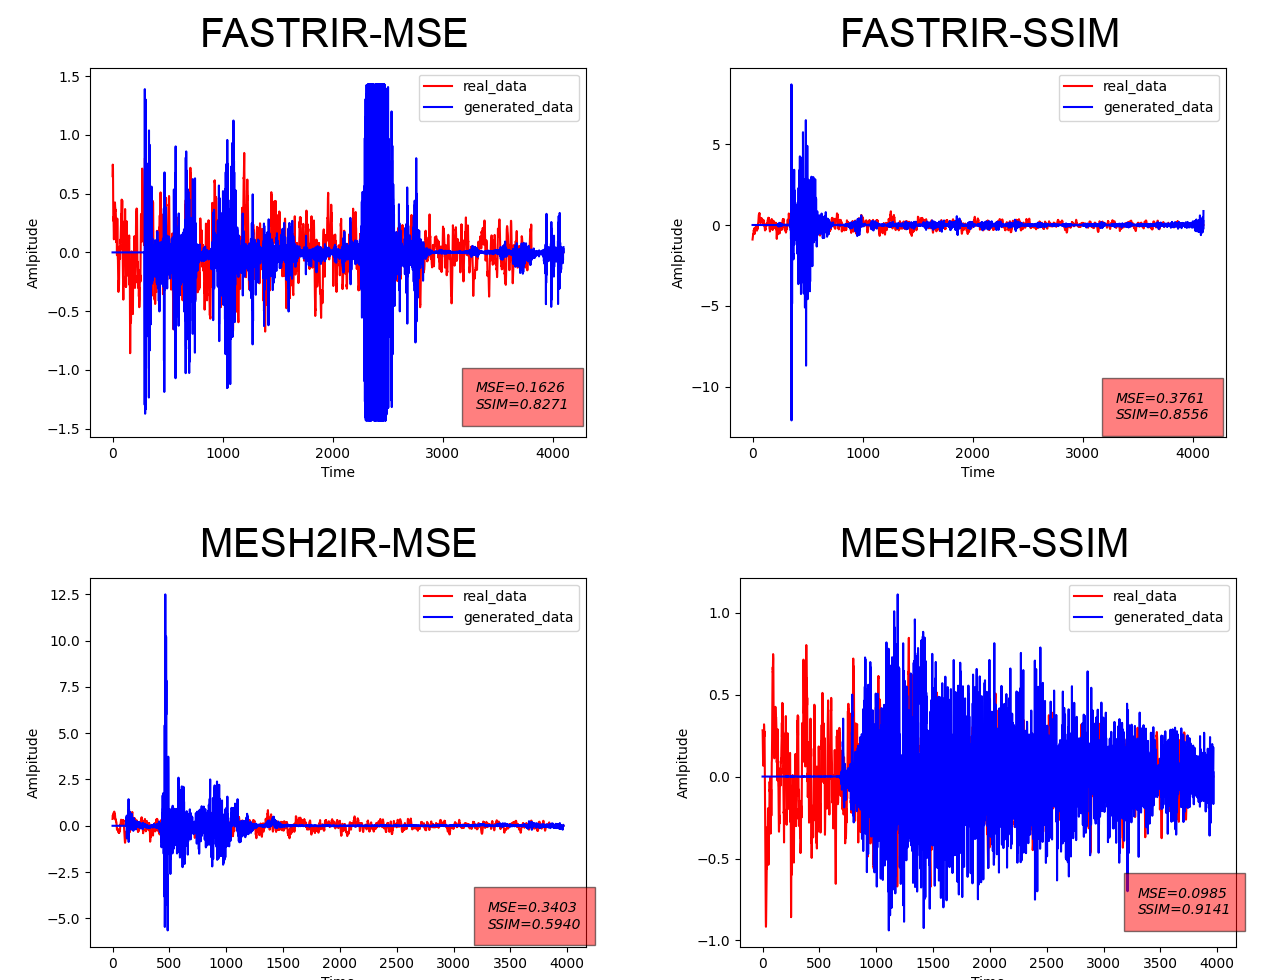 FASTRIR-MSE
FASTRIR-SSIM
1.5
1.0
0.5
0.0
−0.5
−1.0
−1.5
Amlpitude
real_data
generated_data
MSE=0.1626
SSIM=0.8271
0 1000 2000 3000 4000
Time
5
0
−5
−10
Amlpitude
real_data
generated_data
MSE=0.3761
SSIM=0.8556
0 1000 2000 3000 4000
Time
MESH2IR-MSE
MESH2IR-SSIM
12.5
10.0
7.5
5.0
2.5
0.0
−2.5
−5.0
Amlpitude
real_data
generated_data
MSE=0.3403
SSIM=0.5940
0 500 1000 1500 2000 2500 3000 3500 4000
Time
1.0
0.5
0.0
−0.5
−1.0
Amlpitude
real_data
generated_data
MSE=0.0985
SSIM=0.9141
0 500 1000 1500 2000 2500 3000 3500 4000
Time